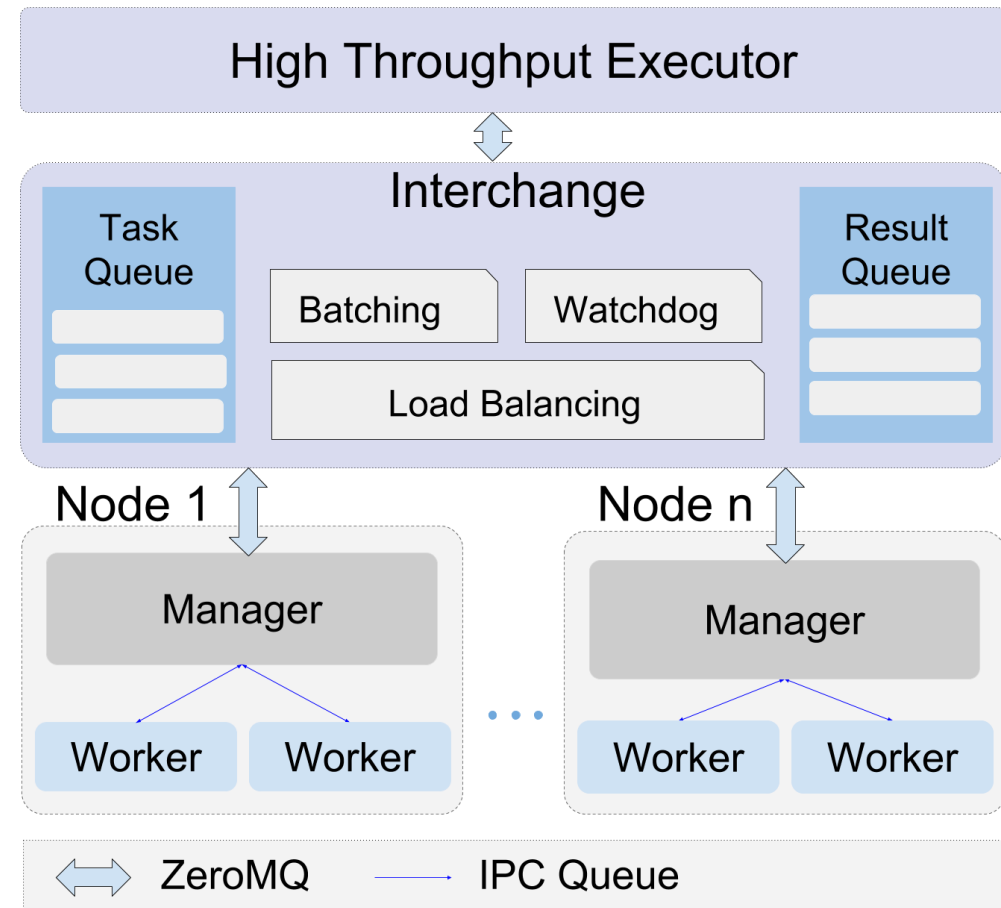 High Throughput Executor
Interchange
Task
Queue
Batching
Watchdog
Load Balancing
Result
Queue
Node 1
Manager
Worker
Worker
Node n
Manager
Worker
Worker
ZeroMQ
IPC Queue